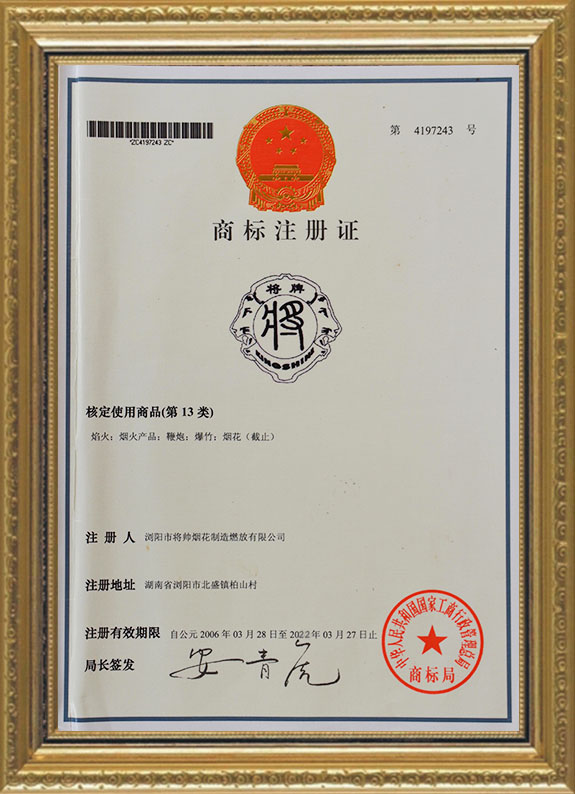 *ZC4197243 ZC*
第 4197243 号
商标注册证
将牌
将
核定使用商品(第 13 类)
焰火；烟火产品；鞭炮；爆竹；烟花（截止）
注 册 人 浏阳市将帅烟花制造燃放有限公司
注册地址 湖南省浏阳市北盛镇柏山村
注册有效期限 自公元 2006 年 03 月 28 日至 2022 年 03 月 27 日止
局长签发 安青虎
中华人民共和国国家工商行政管理总局
商标局